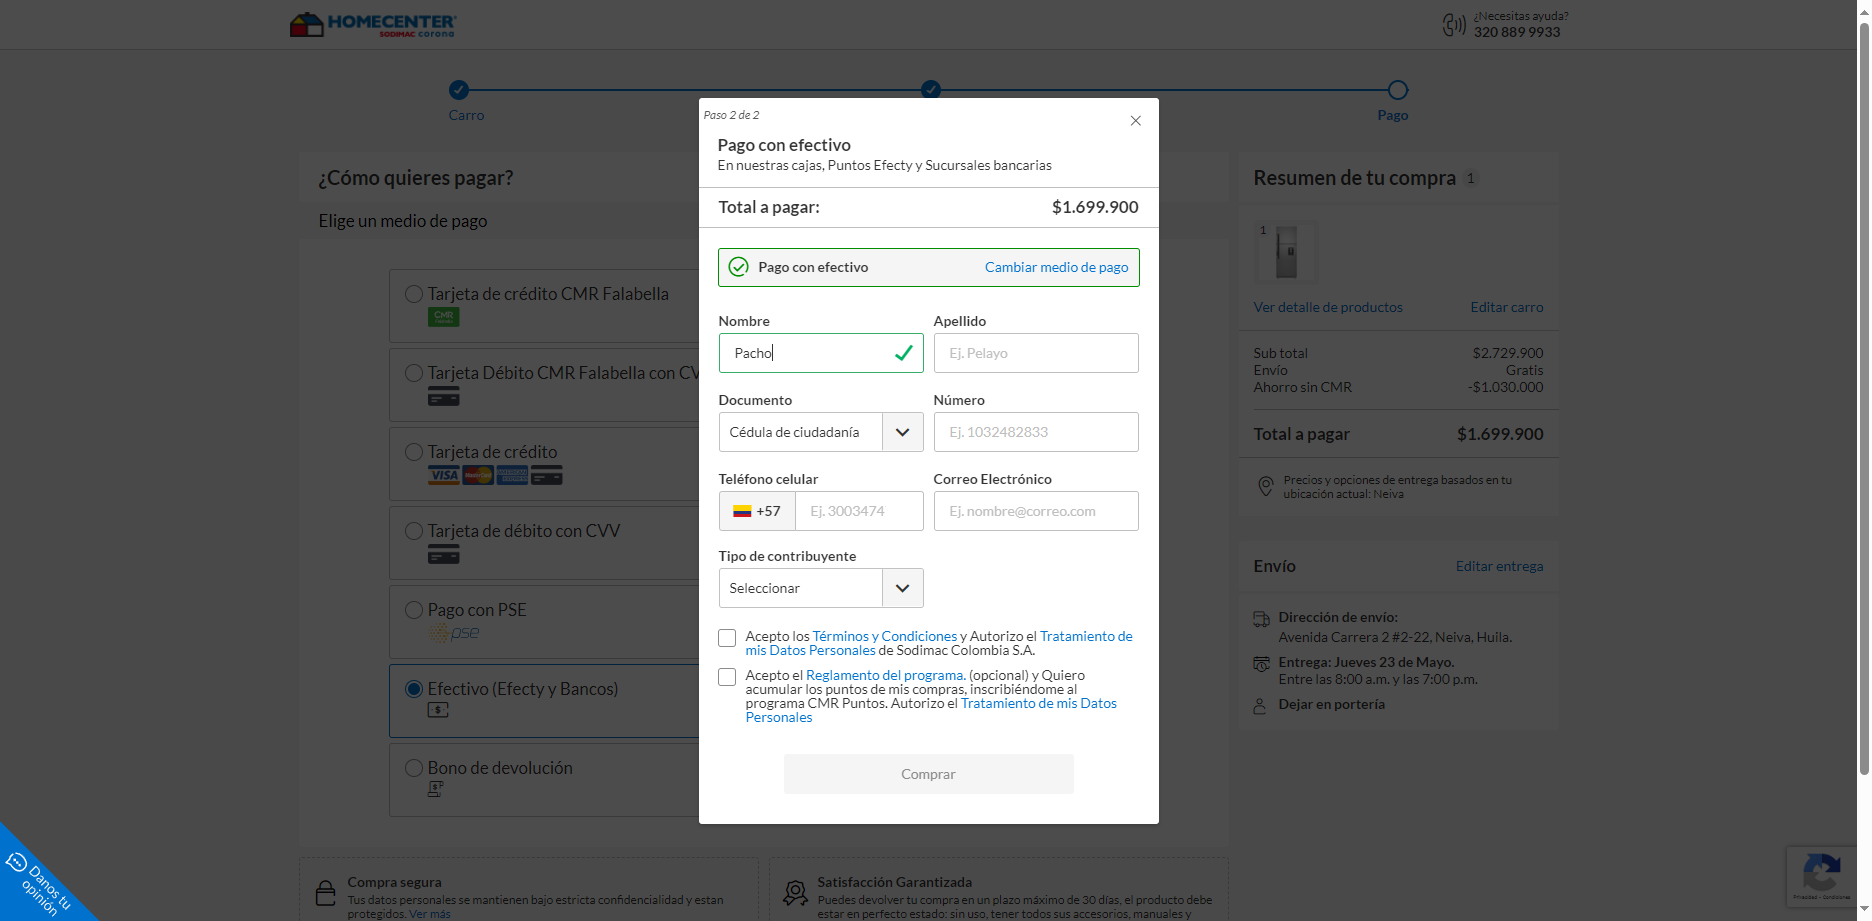 HOMECENTER
SODIMAC corona
¿Necesitas ayuda?
320 889 9933
Carro
Pago
¿Cómo quieres pagar?
Elige un medio de pago
Tarjeta de crédito CMR Falabella
CMR
Tarjeta Débito CMR Falabella con CV
Tarjeta de crédito
VISA
Tarjeta de débito con CVV
Pago con PSE
pse
Efectivo (Efecty y Bancos)
Bono de devolución
Paso 2 de 2
Pago con efectivo
En nuestras cajas, Puntos Efecty y Sucursales bancarias
Total a pagar: $1.699.900
Pago con efectivo Cambiar medio de pago
Nombre Apellido
Pacho Ej. Pelayo
Documento Número
Cédula de ciudadanía Ej. 1032482833
Teléfono celular Correo Electrónico
+57 Ej. 3003474 Ej. nombre@correo.com
Tipo de contribuyente
Seleccionar
Acepto los Términos y Condiciones y Autorizo el Tratamiento de
mis Datos Personales de Sodimac Colombia S.A.
Acepto el Reglamento del programa. (opcional) y Quiero
acumular los puntos de mis compras, inscribiéndome al
programa CMR Puntos. Autorizo el Tratamiento de mis Datos
Personales
Comprar
Resumen de tu compra 1
1
Ver detalle de productos Editar carro
Sub total $2.729.900
Envío Gratis
Ahorro sin CMR -$1.030.000
Total a pagar $1.699.900
Precios y opciones de entrega basados en tu
ubicación actual: Neiva
Envío Editar entrega
Dirección de envío:
Avenida Carrera 2 #2-22, Neiva, Huila.
Entrega: Jueves 23 de Mayo.
Entre las 8:00 a.m. y las 7:00 p.m.
Dejar en portería
Compra segura
Tus datos personales se mantienen bajo estricta confidencialidad y estan
protegidos. Ver más
Satisfacción Garantizada
Puedes devolver tu compra en un plazo máximo de 30 días, el producto debe
estar en perfecto estado: sin uso, tener todos sus accesorios, manuales y
Danos tu
opinión
Privacidad - Condiciones